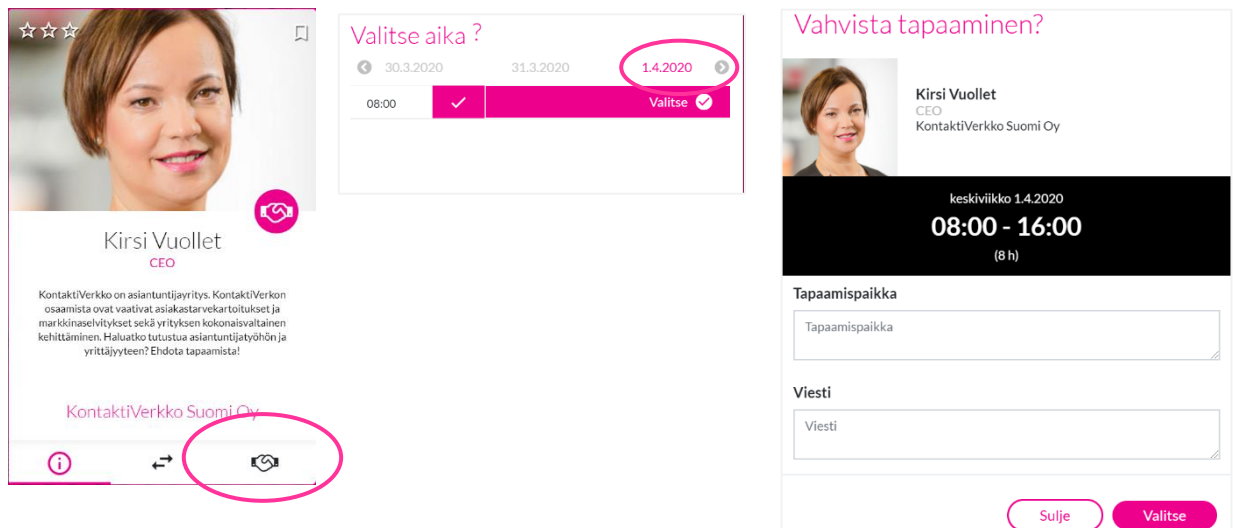 Kirsi Vuollet
CEO
KontaktiVerkko on asiantuntijayritys. KontaktiVerkon
osaamista ovat vaativat asiakastarvekartoitukset ja
markkinaselvitykset sekä yrityksen kokonaisvaltainen
kehittäminen. Haluatko tutustua asiantuntijatyöhön ja
yrittäjyyteen? Ehdota tapaamista!
KontaktiVerkko Suomi Oy
Valitse aika ?
30.3.2020 31.3.2020 1.4.2020
08:00 Valitse
Vahvista tapaaminen?
Kirsi Vuollet
CEO
KontaktiVerkko Suomi Oy
keskiviikko 1.4.2020
08:00 - 16:00
(8 h)
Tapaamispaikka
Tapaamispaikka
Viesti
Viesti
Sulje Valitse